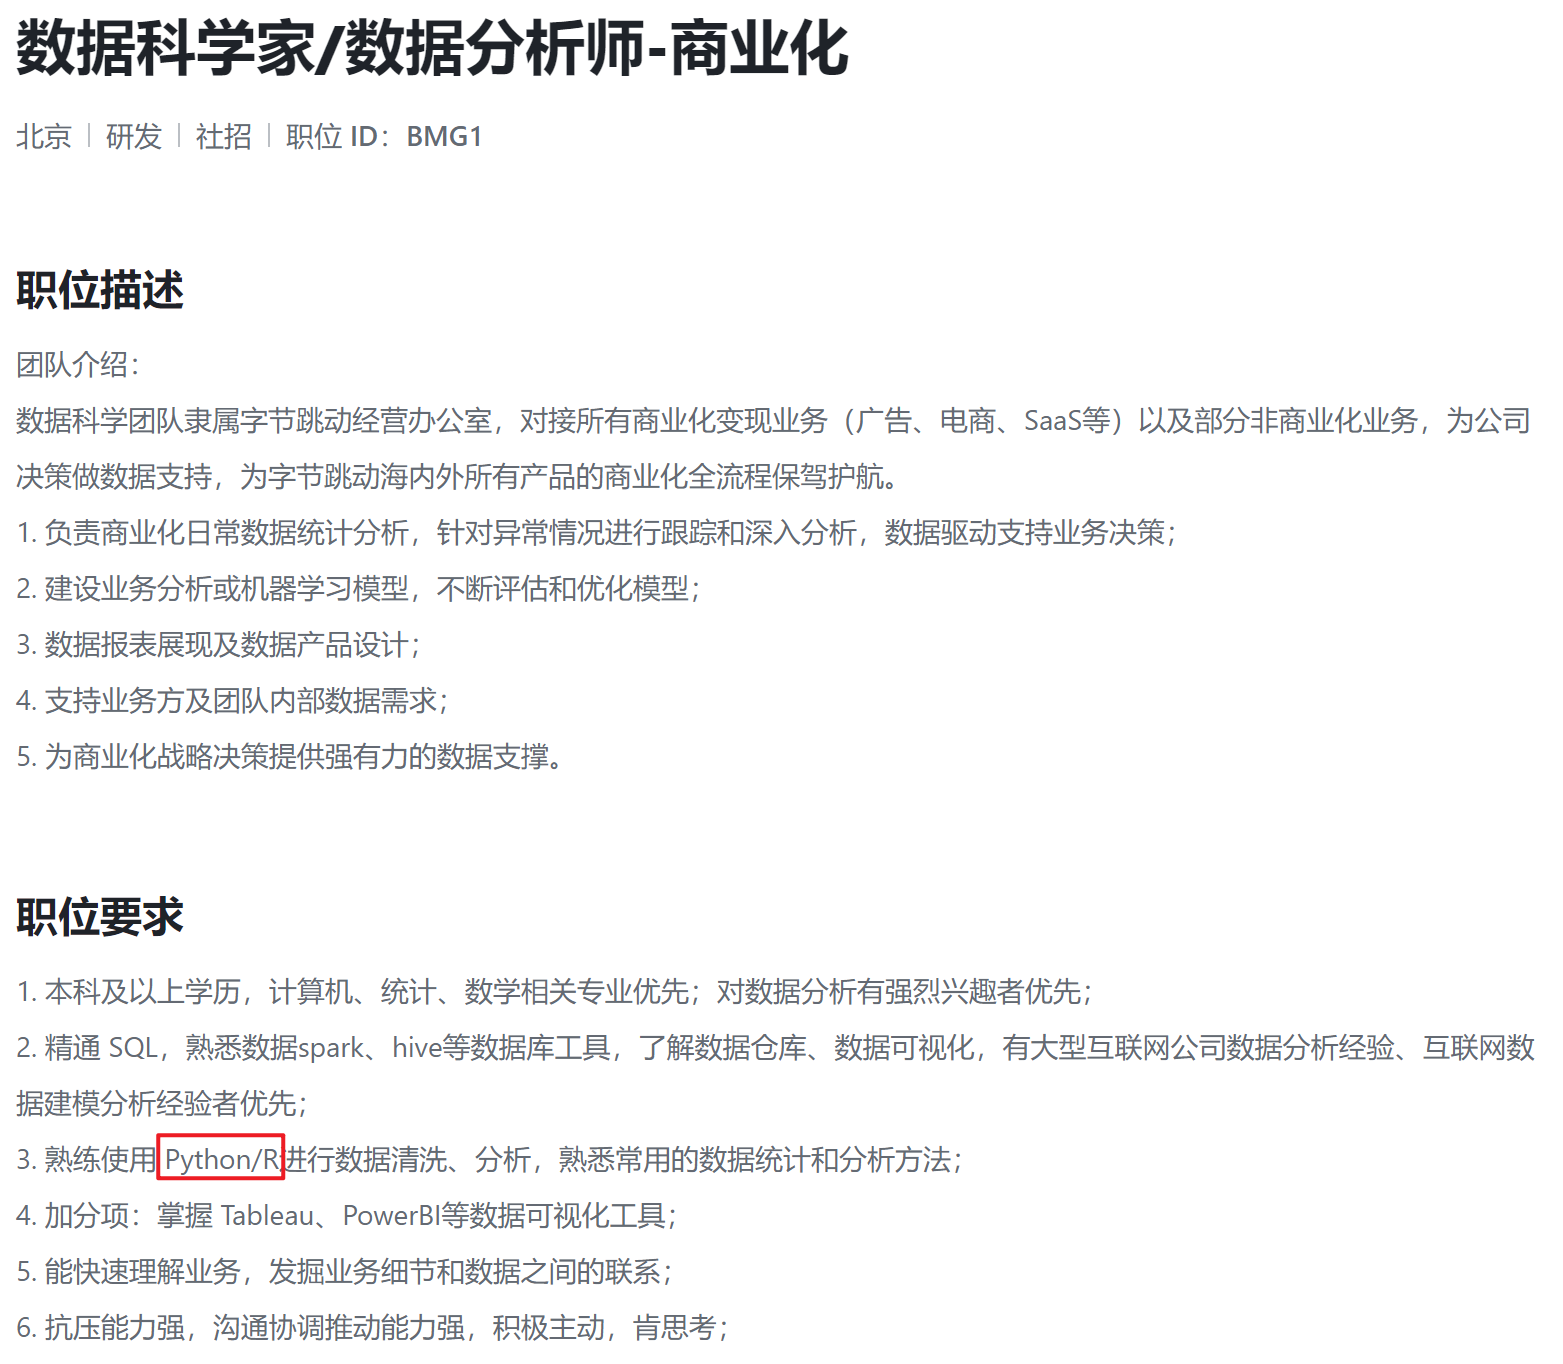 数据科学家/数据分析师-商业化
北京 | 研发 | 社招 | 职位 ID：BMG1
职位描述
团队介绍：
数据科学团队隶属字节跳动经营办公室，对接所有商业化变现业务（广告、电商、SaaS等）以及部分非商业化业务，为公司
决策做数据支持，为字节跳动海内外所有产品的商业化全流程保驾护航。
1. 负责商业化日常数据统计分析，针对异常情况进行跟踪和深入分析，数据驱动支持业务决策；
2. 建设业务分析或机器学习模型，不断评估和优化模型；
3. 数据报表展现及数据产品设计；
4. 支持业务方及团队内部数据需求；
5. 为商业化战略决策提供强有力的数据支撑。
职位要求
1. 本科及以上学历，计算机、统计、数学相关专业优先；对数据分析有强烈兴趣者优先；
2. 精通 SQL，熟悉数据spark、hive等数据库工具，了解数据仓库、数据可视化，有大型互联网公司数据分析经验、互联网数
据建模分析经验者优先；
3. 熟练使用 Python/R进行数据清洗、分析，熟悉常用的数据统计和分析方法；
4. 加分项：掌握 Tableau、PowerBI等数据可视化工具；
5. 能快速理解业务，发掘业务细节和数据之间的联系；
6. 抗压能力强，沟通协调推动能力强，积极主动，肯思考；